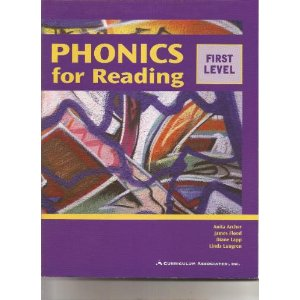 PHONICS
for Reading
FIRST
LEVEL
Anita Archer
James Flood
Diane Lapp
Linda Lungren
CURRICULUM ASSOCIATES, INC.